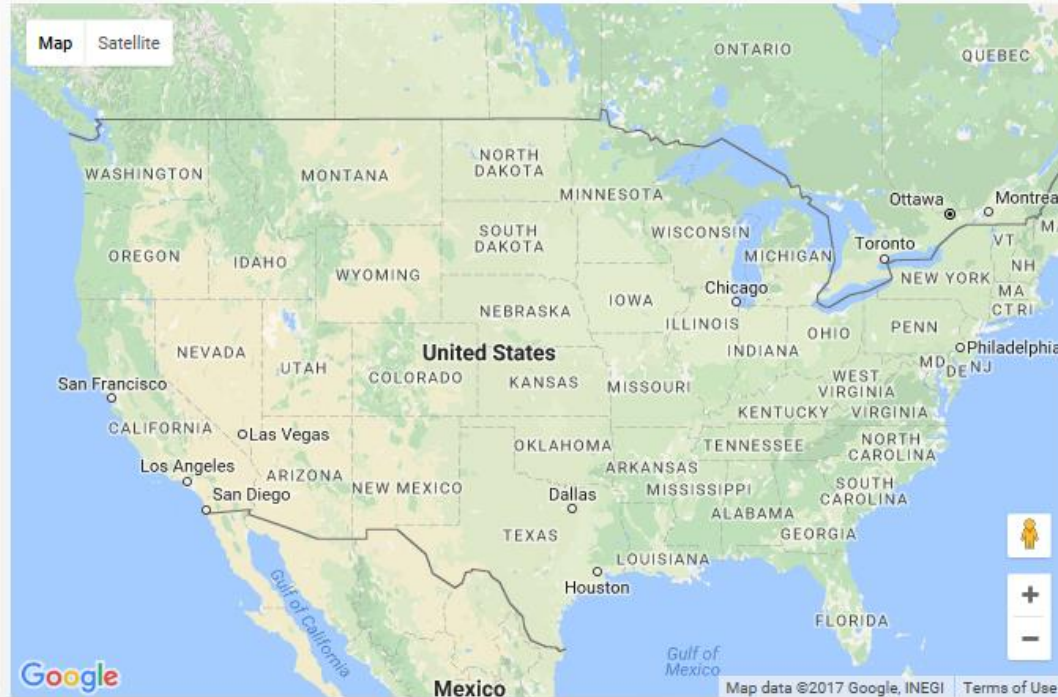 Map Satellite
ONTARIO
QUEBEC
WASHINGTON
MONTANA
NORTH
DAKOTA
MINNESOTA
Ottawa
Montrea
OREGON
IDAHO
SOUTH
DAKOTA
WISCONSIN
MICHIGAN
Toronto
VT
MA
NH
WYOMING
NEW YORK
MA
CT RI
Chicago
IOWA
NEBRASKA
ILLINOIS
INDIANA
OHIO
PENN
Philadelphia
NEVADA
UTAH
United States
COLORADO
KANSAS
MISSOURI
WEST
VIRGINIA
MD
DE
NJ
San Francisco
CALIFORNIA
Las Vegas
KENTUCKY
VIRGINIA
OKLAHOMA
TENNESSEE
NORTH
CAROLINA
Los Angeles
ARIZONA
NEW MEXICO
ARKANSAS
MISSISSIPPI
SOUTH
CAROLINA
San Diego
Dallas
ALABAMA
GEORGIA
TEXAS
LOUISIANA
Houston
Gulf of California
FLORIDA
Gulf of
Mexico
+
−
Google
Mexico
Map data ©2017 Google, INEGI Terms of Use